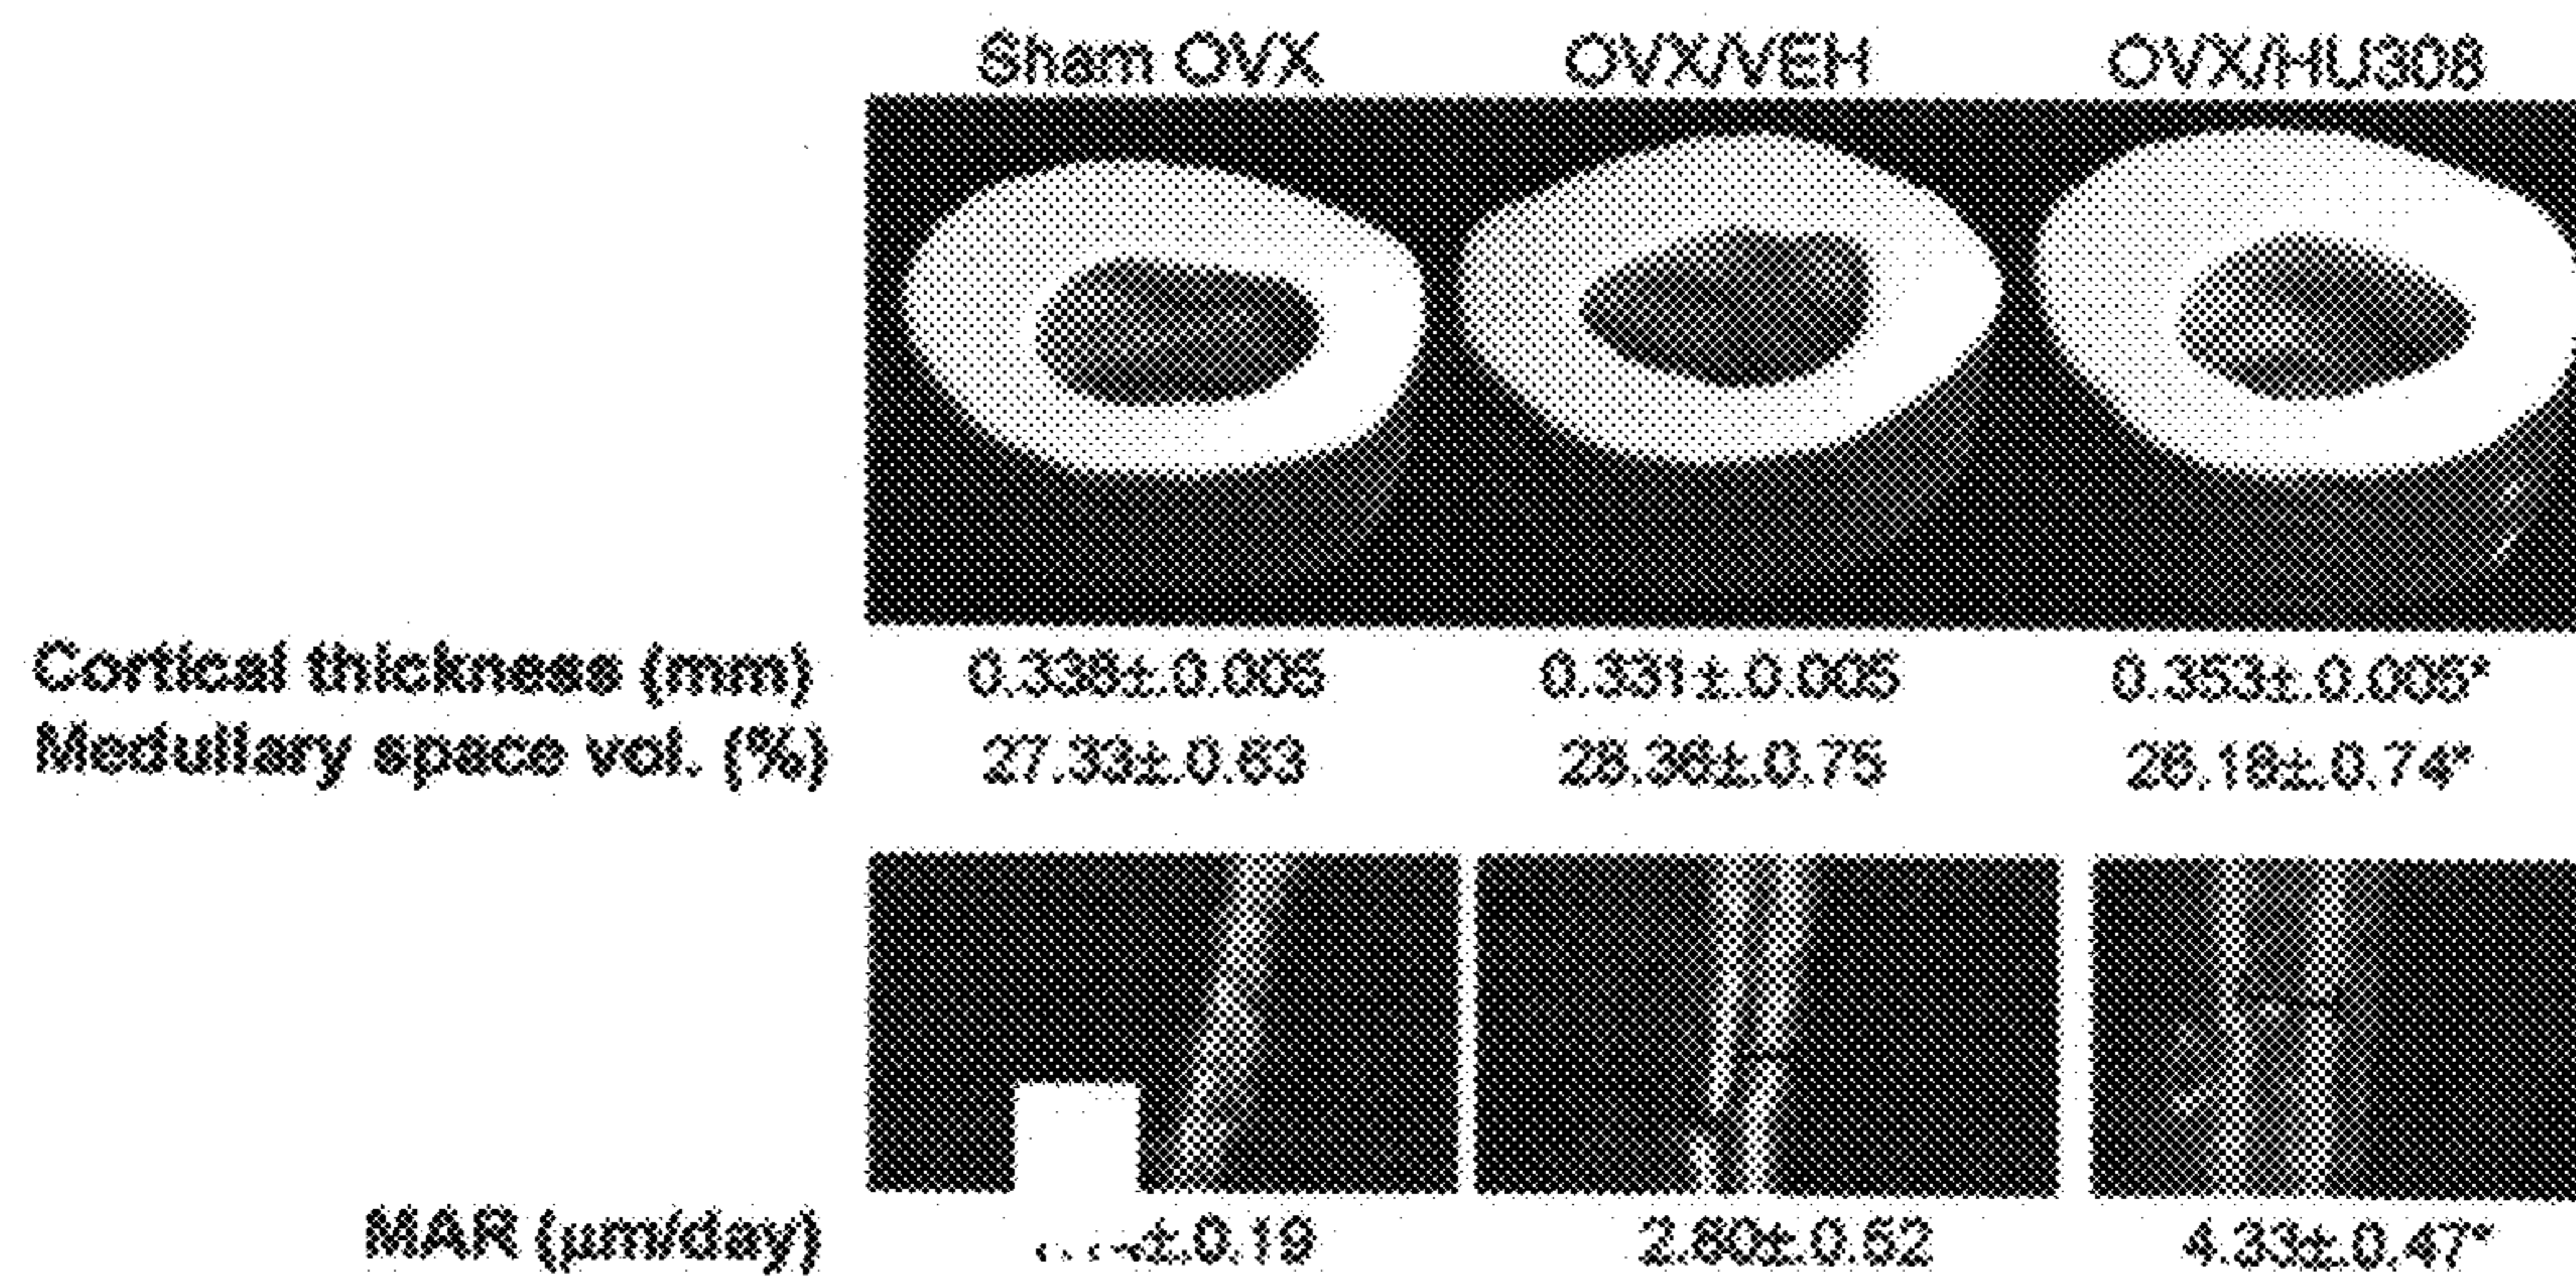 Sham OVX OVX/VEH OVX/HU308
Cortical thickness (mm) 0.338±0.005 0.331±0.005 0.353±0.005*
Medullary space vol. (%) 27.33±0.63 28.36±0.75 26.19±0.74*
MAR (μm/day) ±0.19 2.80±0.52 4.33±0.47*